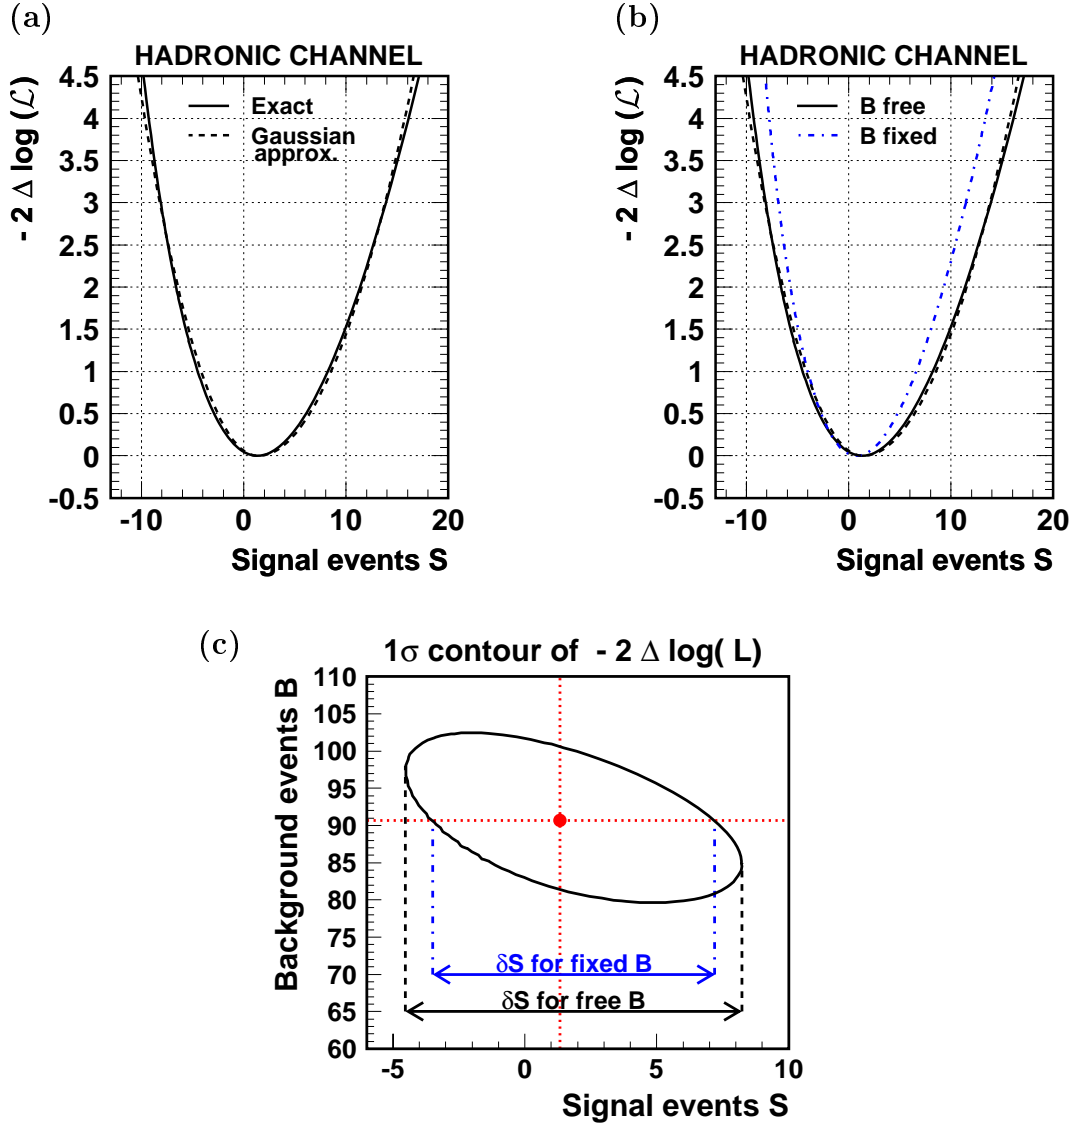 (a)
HADRONIC CHANNEL
- 2 Δ log (ℒ)
4.5
4
3.5
3
2.5
2
1.5
1
0.5
0
-0.5
Exact
Gaussian
approx.
-10 0 10 20
Signal events S
(b)
HADRONIC CHANNEL
- 2 Δ log (ℒ)
4.5
4
3.5
3
2.5
2
1.5
1
0.5
0
-0.5
B free
B fixed
-10 0 10 20
Signal events S
(c)
1σ contour of - 2 Δ log( L)
Background events B
110
105
100
95
90
85
80
75
70
65
60
δS for fixed B
δS for free B
-5 0 5 10
Signal events S